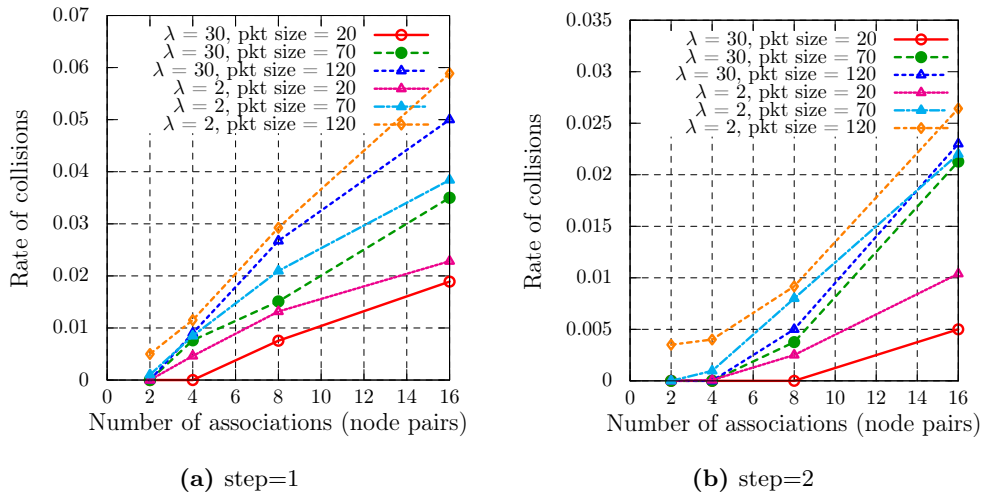 0.07
0.06
0.05
0.04
0.03
0.02
0.01
0
Rate of collisions
λ = 30, pkt size = 20
λ = 30, pkt size = 70
λ = 30, pkt size = 120
λ = 2, pkt size = 20
λ = 2, pkt size = 70
λ = 2, pkt size = 120
0 2 4 6 8 10 12 14 16
Number of associations (node pairs)
(a) step=1
0.035
0.03
0.025
0.02
0.015
0.01
0.005
0
Rate of collisions
λ = 30, pkt size = 20
λ = 30, pkt size = 70
λ = 30, pkt size = 120
λ = 2, pkt size = 20
λ = 2, pkt size = 70
λ = 2, pkt size = 120
0 2 4 6 8 10 12 14 16
Number of associations (node pairs)
(b) step=2